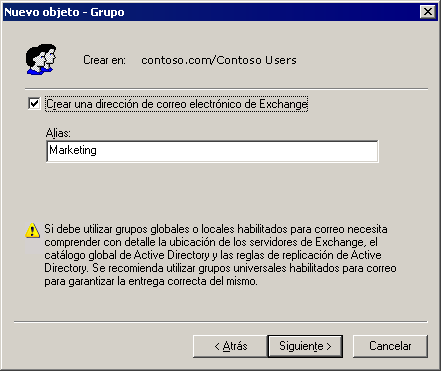 Nuevo objeto - Grupo
Crear en: contoso.com/Contoso Users
Crear una dirección de correo electrónico de Exchange
Alias:
Marketing
Si debe utilizar grupos globales o locales habilitados para correo necesita
comprender con detalle la ubicación de los servidores de Exchange, el
catálogo global de Active Directory y las reglas de replicación de Active
Directory. Se recomienda utilizar grupos universales habilitados para correo
para garantizar la entrega correcta del mismo.
< Atrás
Siguiente >
Cancelar